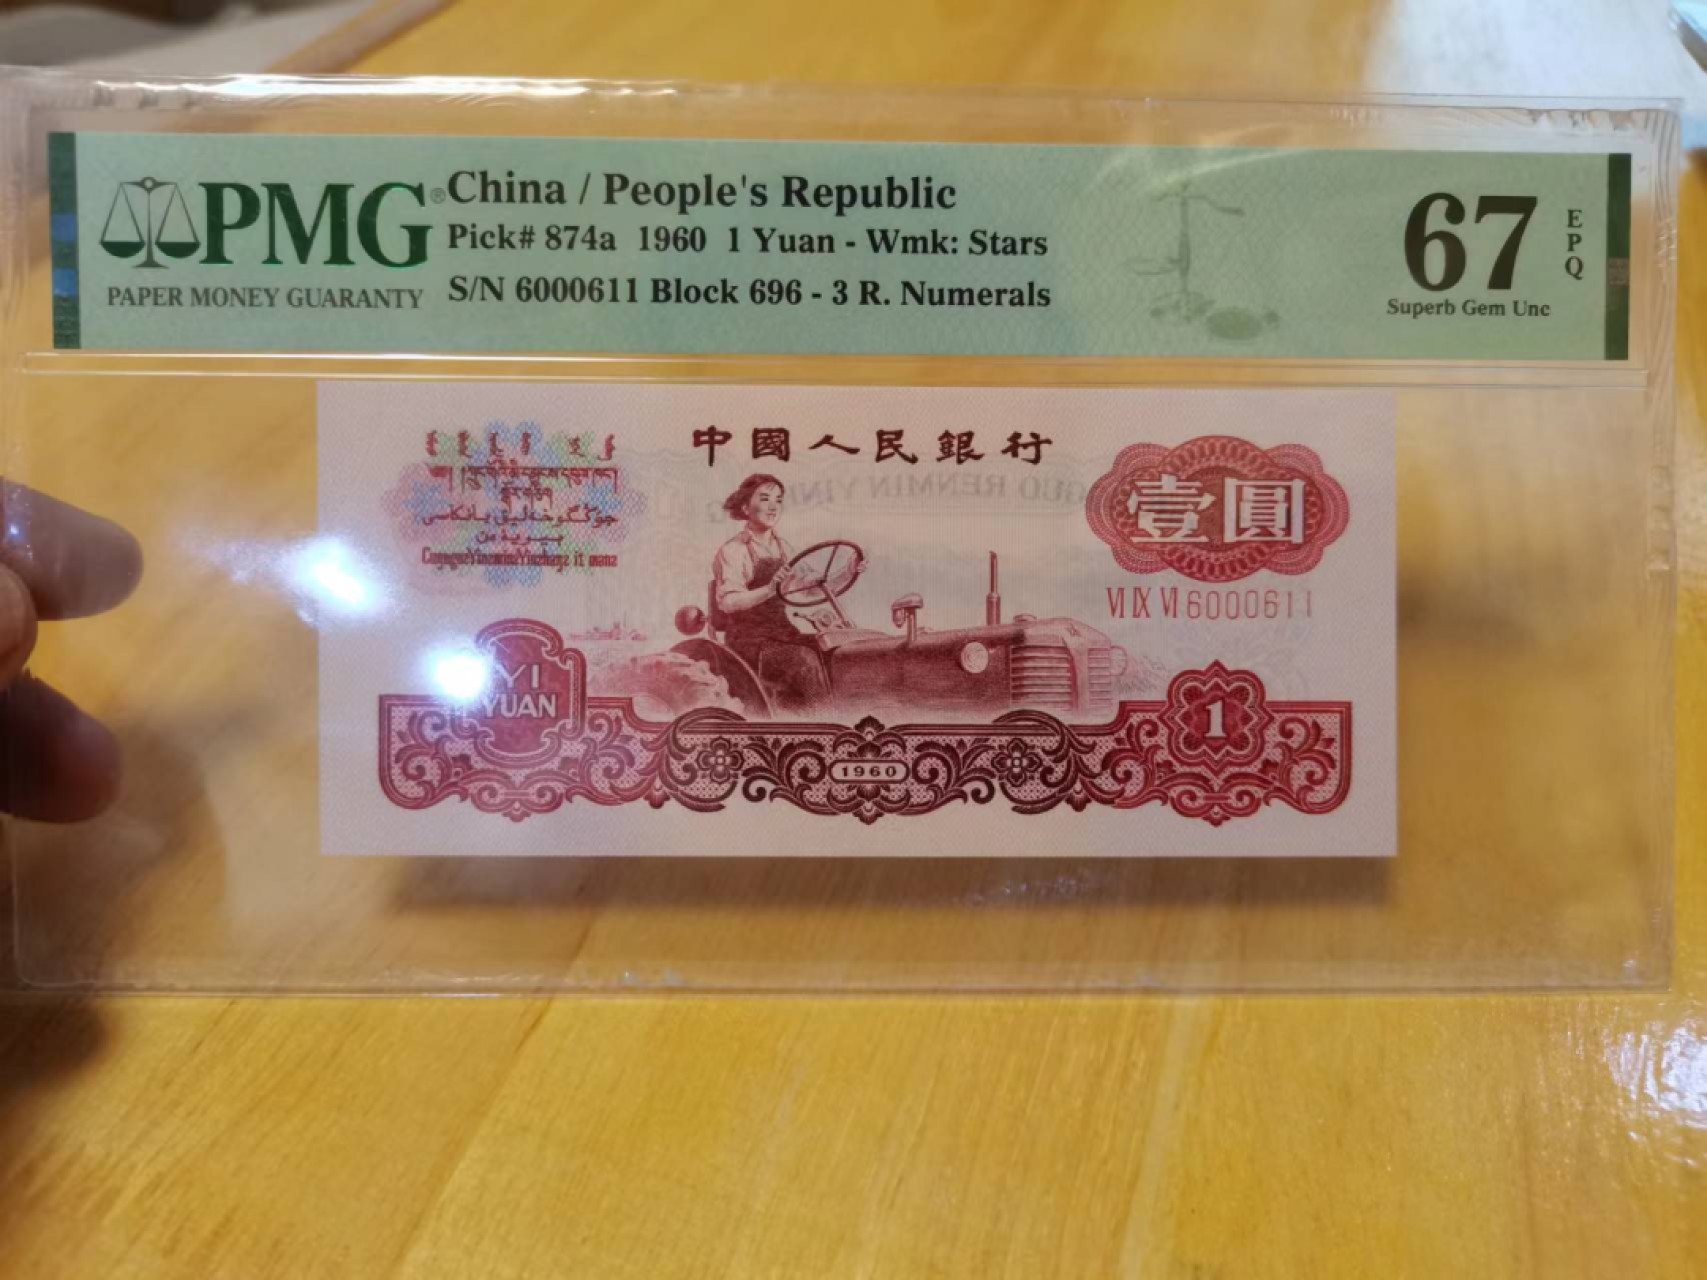 PMG®
PAPER MONEY GUARANTY
China / People's Republic
Pick# 874a 1960 1 Yuan - Wmk: Stars
S/N 6000611 Block 696 - 3 R. Numerals
67
EPQ
Superb Gem Unc
中國人民銀行
壹圓
VI IX VI 6000611
YI
YUAN
1
1960